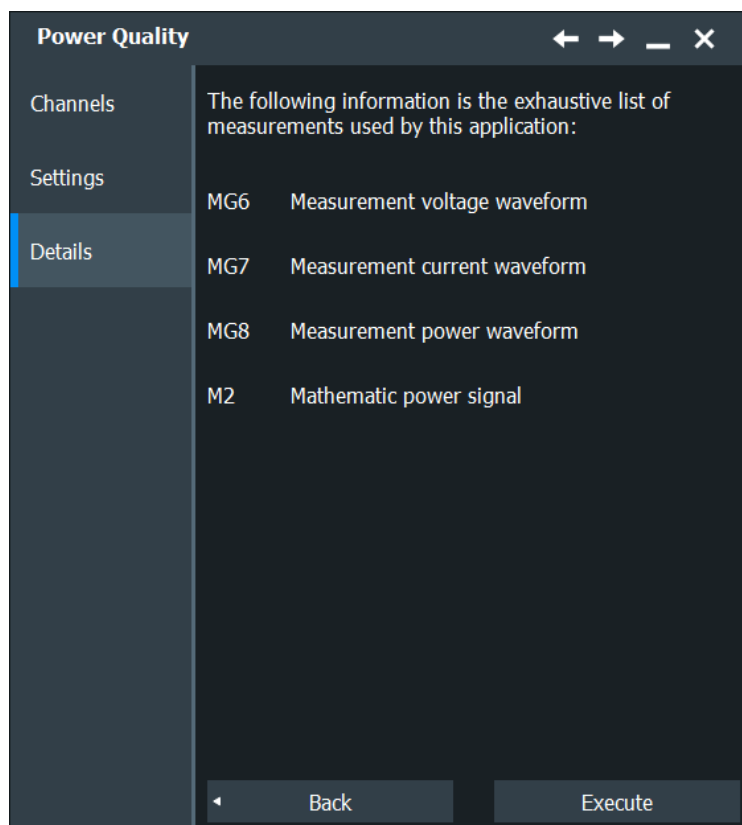 Power Quality
Channels
Settings
Details
The following information is the exhaustive list of
measurements used by this application:
MG6 Measurement voltage waveform
MG7 Measurement current waveform
MG8 Measurement power waveform
M2 Mathematic power signal
Back
Execute